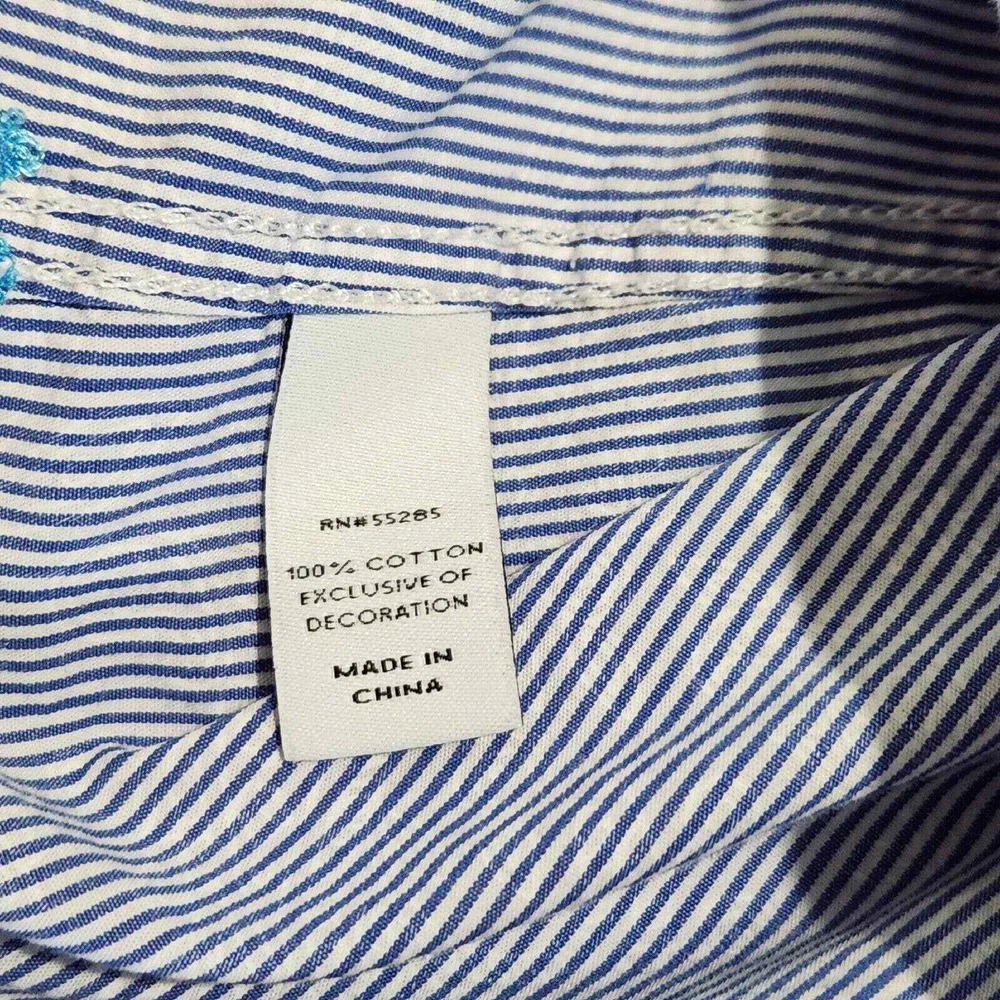 RN#55285
100% COTTON
EXCLUSIVE OF
DECORATION
MADE IN
CHINA